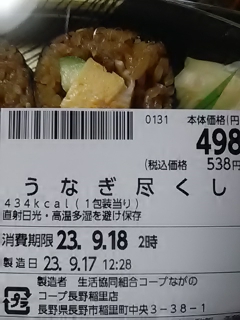 0131 本体価格(円)
498
(税込価格 538円)
うなぎ尽くし
434kcal(1包装当り)
直射日光・高温多湿を避け保存
消費期限 23. 9.18 2時
製造日 23. 9.17 12:28
製造者 生活協同組合コープながの
コープ長野稲里店
長野県長野市稲里町中央3-38-1